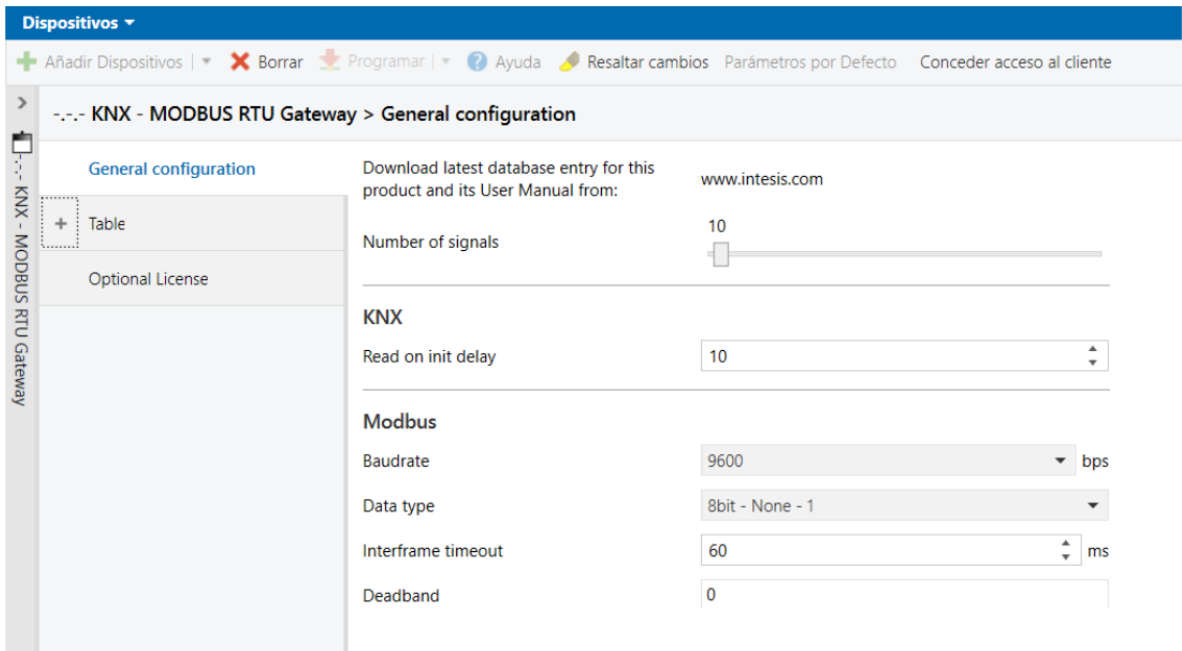 Dispositivos
Añadir Dispositivos | Borrar Programar | Ayuda Resaltar cambios Parámetros por Defecto Conceder acceso al cliente
-.-.- KNX - MODBUS RTU Gateway > General configuration
-.-.- KNX - MODBUS RTU Gateway
General configuration
+ Table
Optional License
Download latest database entry for this
product and its User Manual from:
www.intesis.com
Number of signals
10
KNX
Read on init delay 10
Modbus
Baudrate 9600 bps
Data type 8bit - None - 1
Interframe timeout 60 ms
Deadband 0